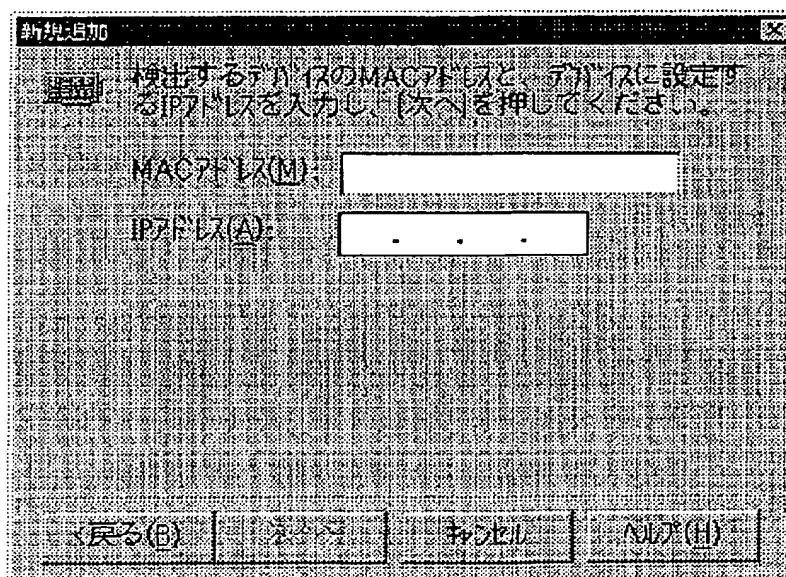 新規追加
検出するﾃﾞﾊﾞｲｽのMACｱﾄﾞﾚｽと、ﾃﾞﾊﾞｲｽに設定す
るIPｱﾄﾞﾚｽを入力し、[次へ]を押してください。
MACｱﾄﾞﾚｽ(M):
IPｱﾄﾞﾚｽ(A):
. . .
<戻る(B)
ｷｬﾝｾﾙ
ﾍﾙﾌﾟ(H)